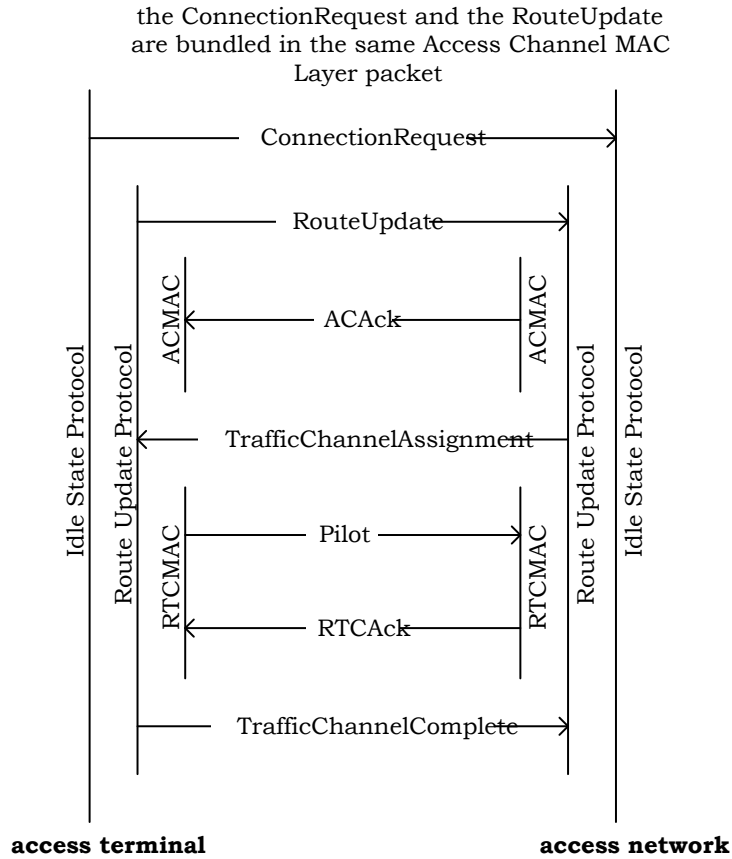 the ConnectionRequest and the RouteUpdate
are bundled in the same Access Channel MAC
Layer packet
ConnectionRequest
RouteUpdate
ACMAC
ACAck
ACMAC
Idle State Protocol
Route Update Protocol
TrafficChannelAssignment
Route Update Protocol
Idle State Protocol
RTCMAC
Pilot
RTCAck
RTCMAC
TrafficChannelComplete
access terminal
access network